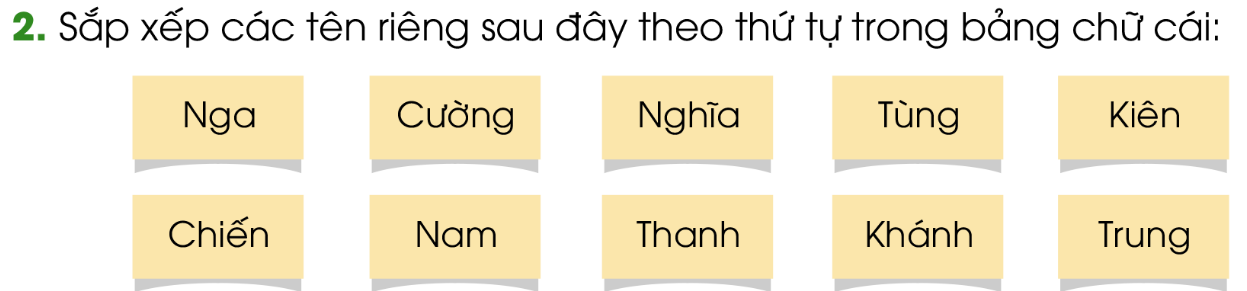 2. Sắp xếp các tên riêng sau đây theo thứ tự trong bảng chữ cái:
Nga Cường Nghĩa Tùng Kiên
Chiến Nam Thanh Khánh Trung